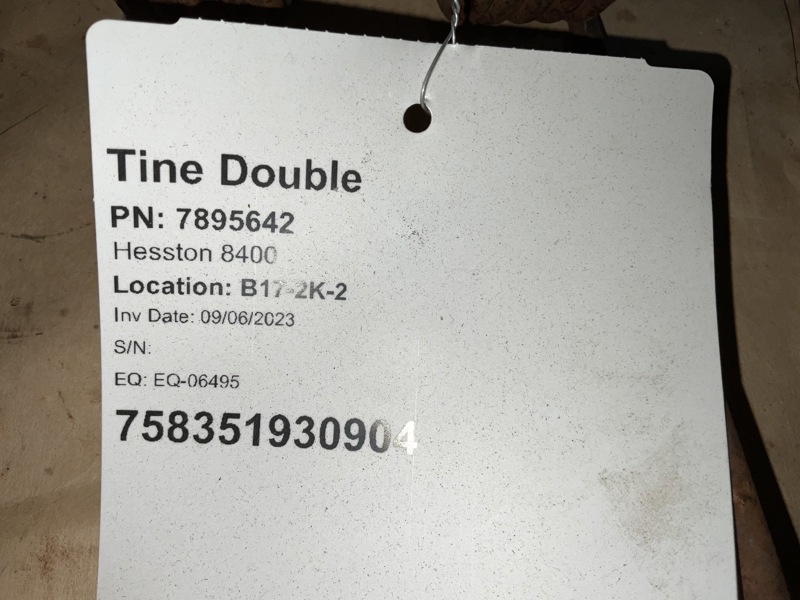 Tine Double
PN: 7895642
Hesston 8400
Location: B17-2K-2
Inv Date: 09/06/2023
S/N:
EQ: EQ-06495
758351930904